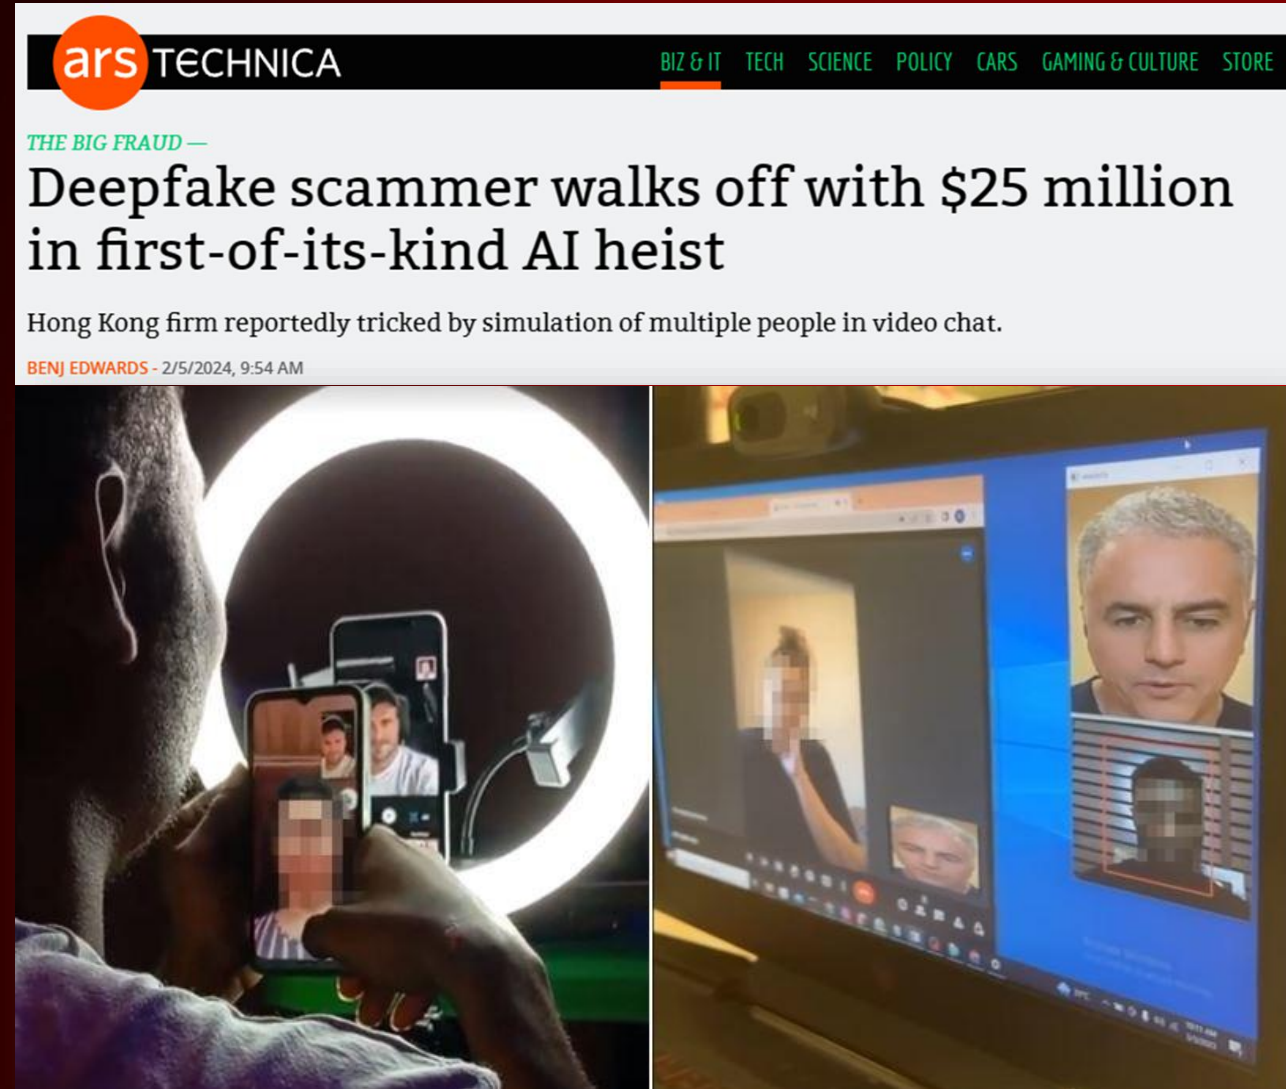 ars TECHNICA
BIZ & IT TECH SCIENCE POLICY CARS GAMING & CULTURE STORE
THE BIG FRAUD —
Deepfake scammer walks off with $25 million
in first-of-its-kind AI heist
Hong Kong firm reportedly tricked by simulation of multiple people in video chat.
BENJ EDWARDS - 2/5/2024, 9:54 AM